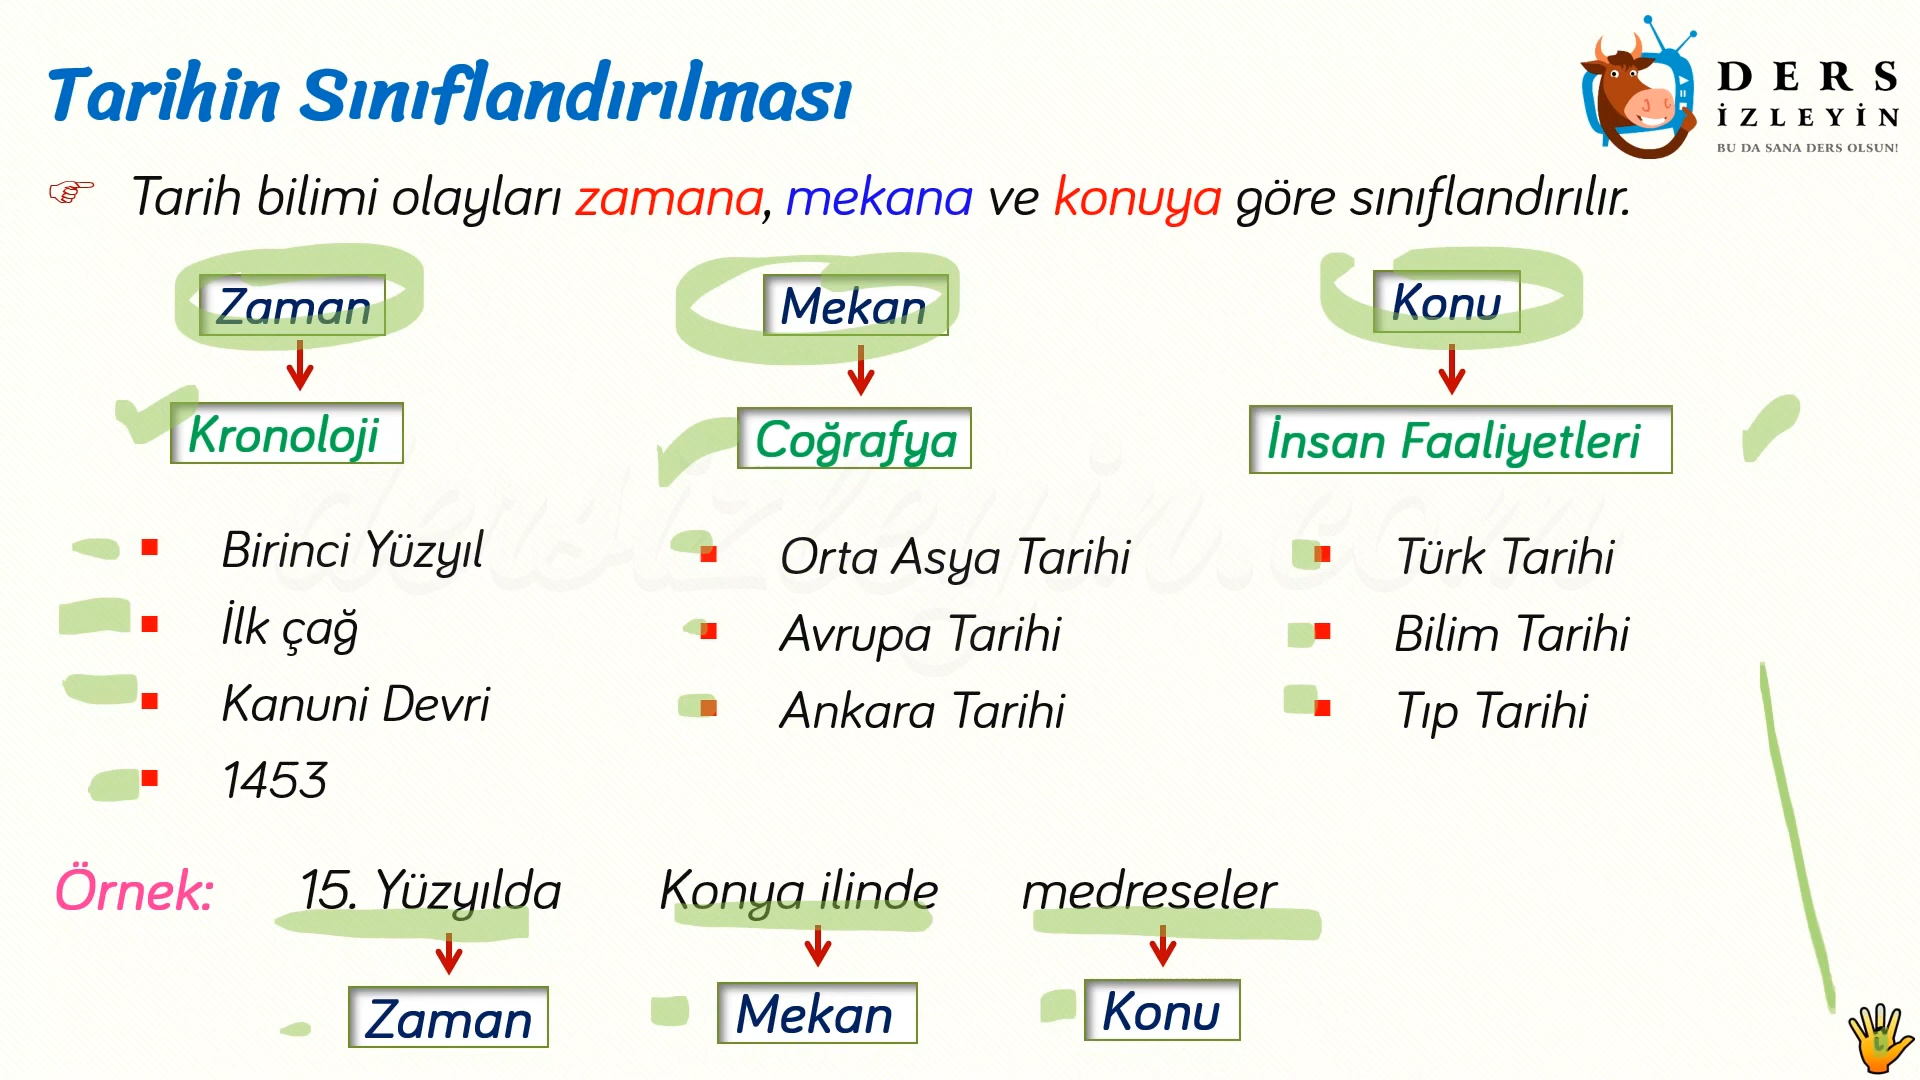 Tarihin Sınıflandırılması
DERS
İZLEYİN
BU DA SANA DERS OLSUN!
Tarih bilimi olayları zamana, mekana ve konuya göre sınıflandırılır.
Zaman
Mekan
Konu
Kronoloji
Coğrafya
İnsan Faaliyetleri
dersizleyin.com
Birinci Yüzyıl
İlk çağ
Kanuni Devri
1453
Orta Asya Tarihi
Avrupa Tarihi
Ankara Tarihi
Türk Tarihi
Bilim Tarihi
Tıp Tarihi
Örnek: 15. Yüzyılda Konya ilinde medreseler
Zaman
Mekan
Konu